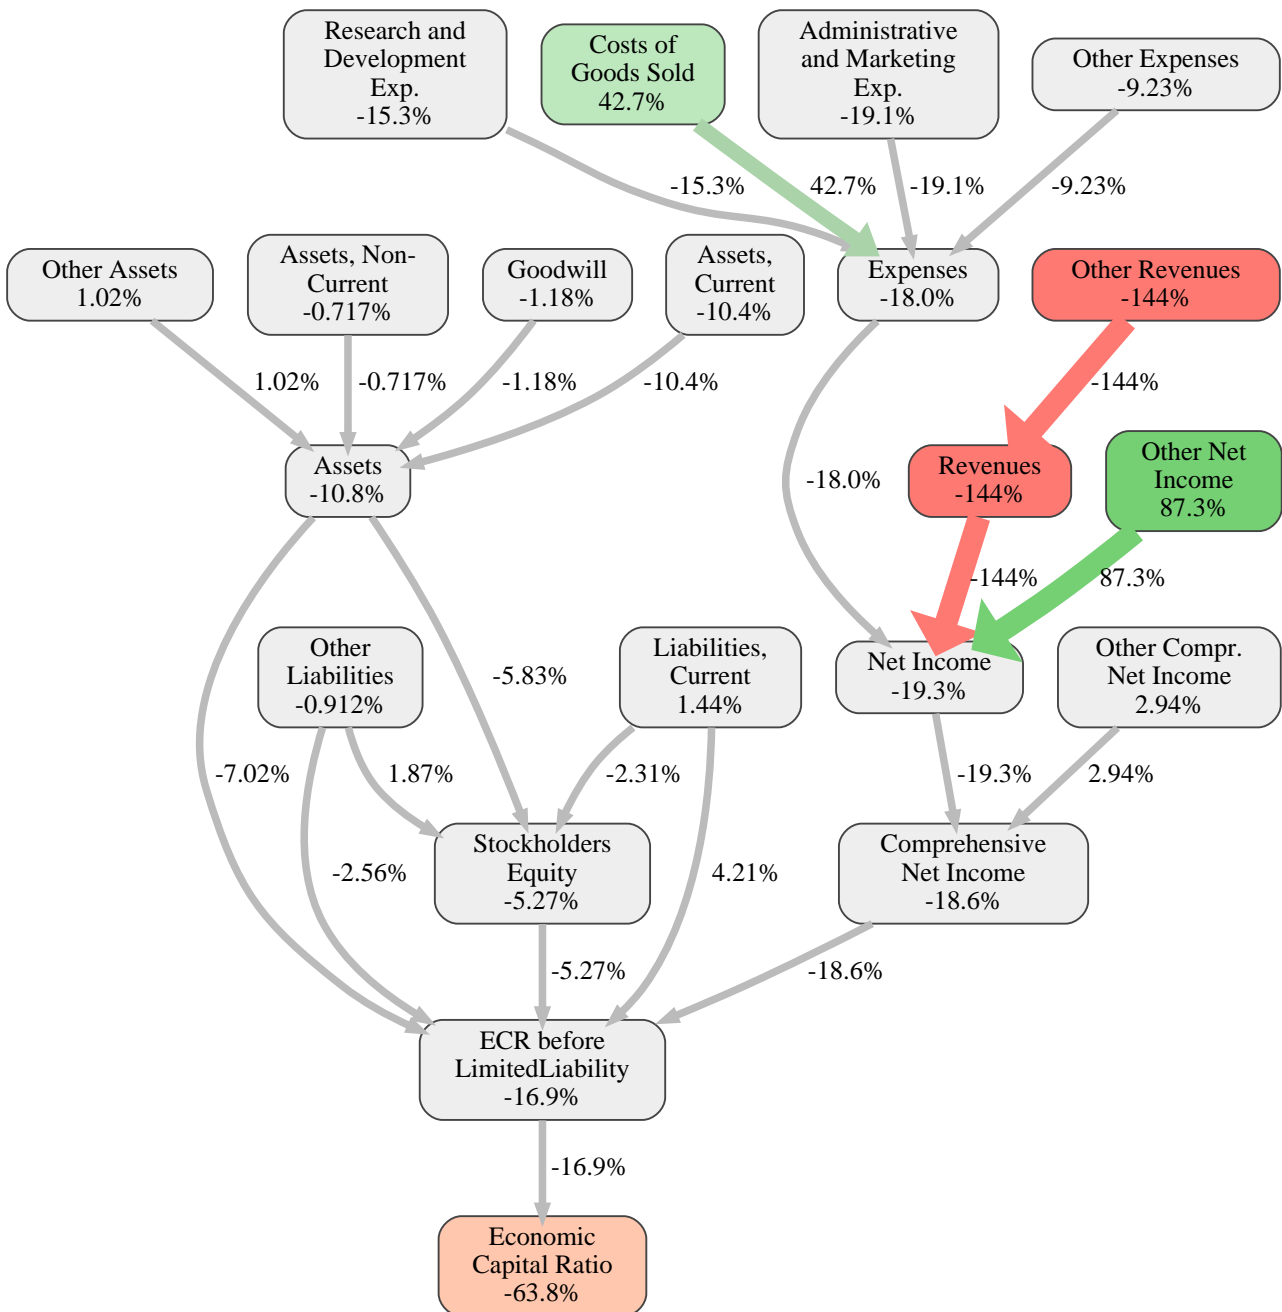 Research and
Development
Exp.
-15.3%
Costs of
Goods Sold
42.7%
Administrative
and Marketing
Exp.
-19.1%
Other Expenses
-9.23%
-15.3%
42.7%
-19.1%
-9.23%
Other Assets
1.02%
Assets, Non-
Current
-0.717%
Goodwill
-1.18%
Assets,
Current
-10.4%
Expenses
-18.0%
Other Revenues
-144%
1.02%
-0.717%
-1.18%
-10.4%
-144%
Assets
-10.8%
-18.0%
Revenues
-144%
Other Net
Income
87.3%
-144%
87.3%
Other
Liabilities
-0.912%
-5.83%
Liabilities,
Current
1.44%
Net Income
-19.3%
Other Compr.
Net Income
2.94%
-7.02%
1.87%
-2.31%
-19.3%
2.94%
-2.56%
Stockholders
Equity
-5.27%
4.21%
Comprehensive
Net Income
-18.6%
-5.27%
-18.6%
ECR before
LimitedLiability
-16.9%
-16.9%
Economic
Capital Ratio
-63.8%